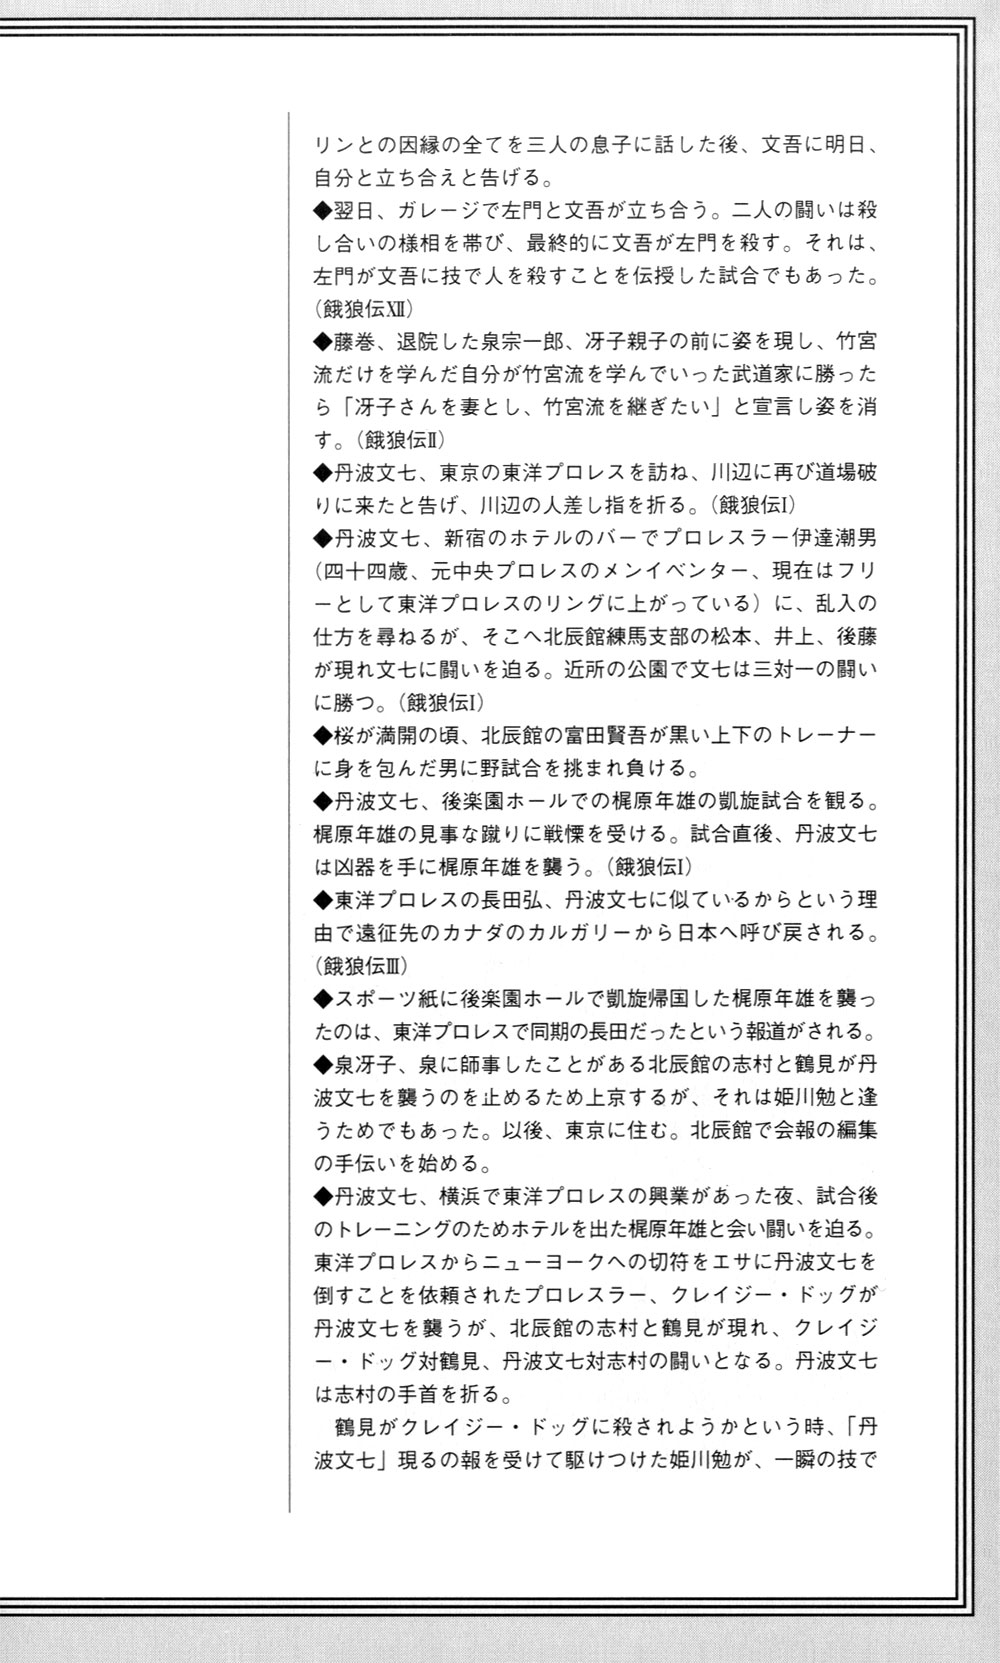 リンとの因縁の全てを三人の息子に話した後、文吾に明日、
自分と立ち合えと告げる。
◆翌日、ガレージで左門と文吾が立ち合う。二人の闘いは殺
し合いの様相を帯び、最終的に文吾が左門を殺す。それは、
左門が文吾に技で人を殺すことを伝授した試合でもあった。
（餓狼伝Ⅻ）
◆藤巻、退院した泉宗一郎、冴子親子の前に姿を現し、竹宮
流だけを学んだ自分が竹宮流を学んでいった武道家に勝った
ら「冴子さんを妻とし、竹宮流を継ぎたい」と宣言し姿を消
す。（餓狼伝Ⅱ）
◆丹波文七、東京の東洋プロレスを訪ね、川辺に再び道場破
りに来たと告げ、川辺の人差し指を折る。（餓狼伝Ⅰ）
◆丹波文七、新宿のホテルのバーでプロレスラー伊達潮男
（四十四歳、元中央プロレスのメンイベンター、現在はフリ
ーとして東洋プロレスのリングに上がっている）に、乱入の
仕方を尋ねるが、そこへ北辰館練馬支部の松本、井上、後藤
が現れ文七に闘いを迫る。近所の公園で文七は三対一の闘い
に勝つ。（餓狼伝Ⅰ）
◆桜が満開の頃、北辰館の富田賢吾が黒い上下のトレーナー
に身を包んだ男に野試合を挑まれ負ける。
◆丹波文七、後楽園ホールでの梶原年雄の凱旋試合を観る。
梶原年雄の見事な蹴りに戦慄を受ける。試合直後、丹波文七
は凶器を手に梶原年雄を襲う。（餓狼伝Ⅰ）
◆東洋プロレスの長田弘、丹波文七に似ているからという理
由で遠征先のカナダのカルガリーから日本へ呼び戻される。
（餓狼伝Ⅲ）
◆スポーツ紙に後楽園ホールで凱旋帰国した梶原年雄を襲っ
たのは、東洋プロレスで同期の長田だったという報道がされる。
◆泉冴子、泉に師事したことがある北辰館の志村と鶴見が丹
波文七を襲うのを止めるため上京するが、それは姫川勉と逢
うためでもあった。以後、東京に住む。北辰館で会報の編集
の手伝いを始める。
◆丹波文七、横浜で東洋プロレスの興業があった夜、試合後
のトレーニングのためホテルを出た梶原年雄と会い闘いを迫る。
東洋プロレスからニューヨークへの切符をエサに丹波文七を
倒すことを依頼されたプロレスラー、クレイジー・ドッグが
丹波文七を襲うが、北辰館の志村と鶴見が現れ、クレイジ
ー・ドッグ対鶴見、丹波文七対志村の闘いとなる。丹波文七
は志村の手首を折る。
　鶴見がクレイジー・ドッグに殺されようかという時、「丹
波文七」現るの報を受けて駆けつけた姫川勉が、一瞬の技で